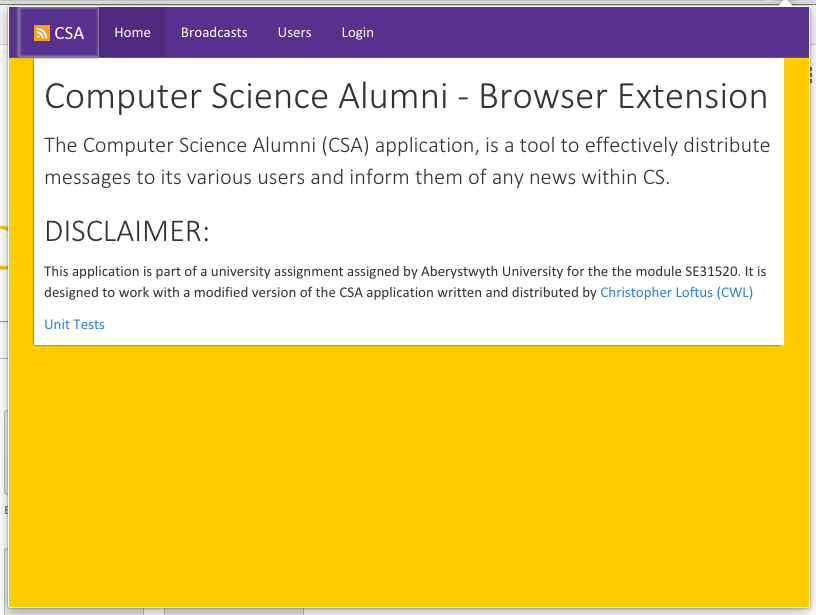 CSA Home Broadcasts Users Login
Computer Science Alumni - Browser Extension
The Computer Science Alumni (CSA) application, is a tool to effectively distribute
messages to its various users and inform them of any news within CS.
DISCLAIMER:
This application is part of a university assignment assigned by Aberystwyth University for the the module SE31520. It is
designed to work with a modified version of the CSA application written and distributed by Christopher Loftus (CWL)
Unit Tests